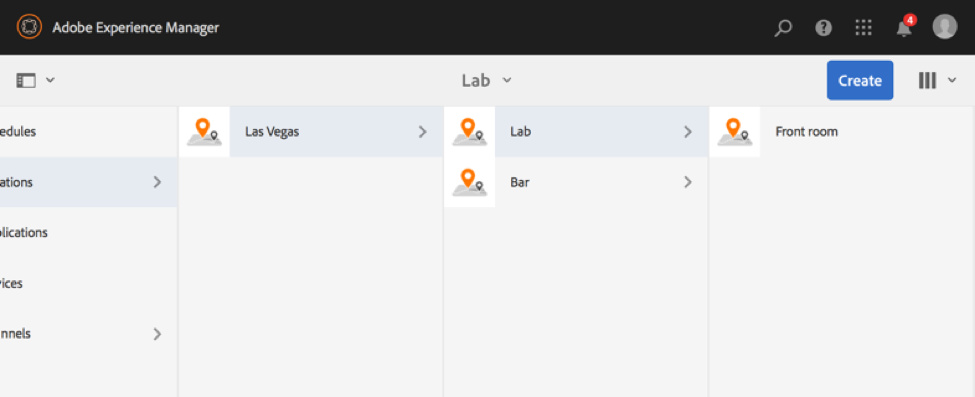 Adobe Experience Manager
4
Lab
Create
edules
Las Vegas
Lab
Front room
ations
Bar
plications
vices
nnels